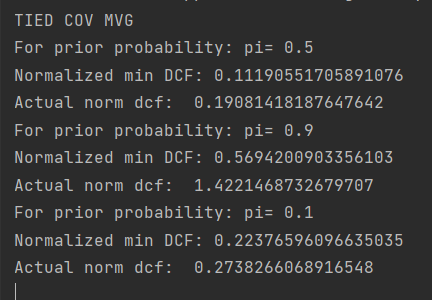 TIED COV MVG
For prior probability: pi= 0.5
Normalized min DCF: 0.11190551705891076
Actual norm dcf:  0.19081418187647642
For prior probability: pi= 0.9
Normalized min DCF: 0.5694200903356103
Actual norm dcf:  1.4221468732679707
For prior probability: pi= 0.1
Normalized min DCF: 0.22376596096635035
Actual norm dcf:  0.2738266068916548